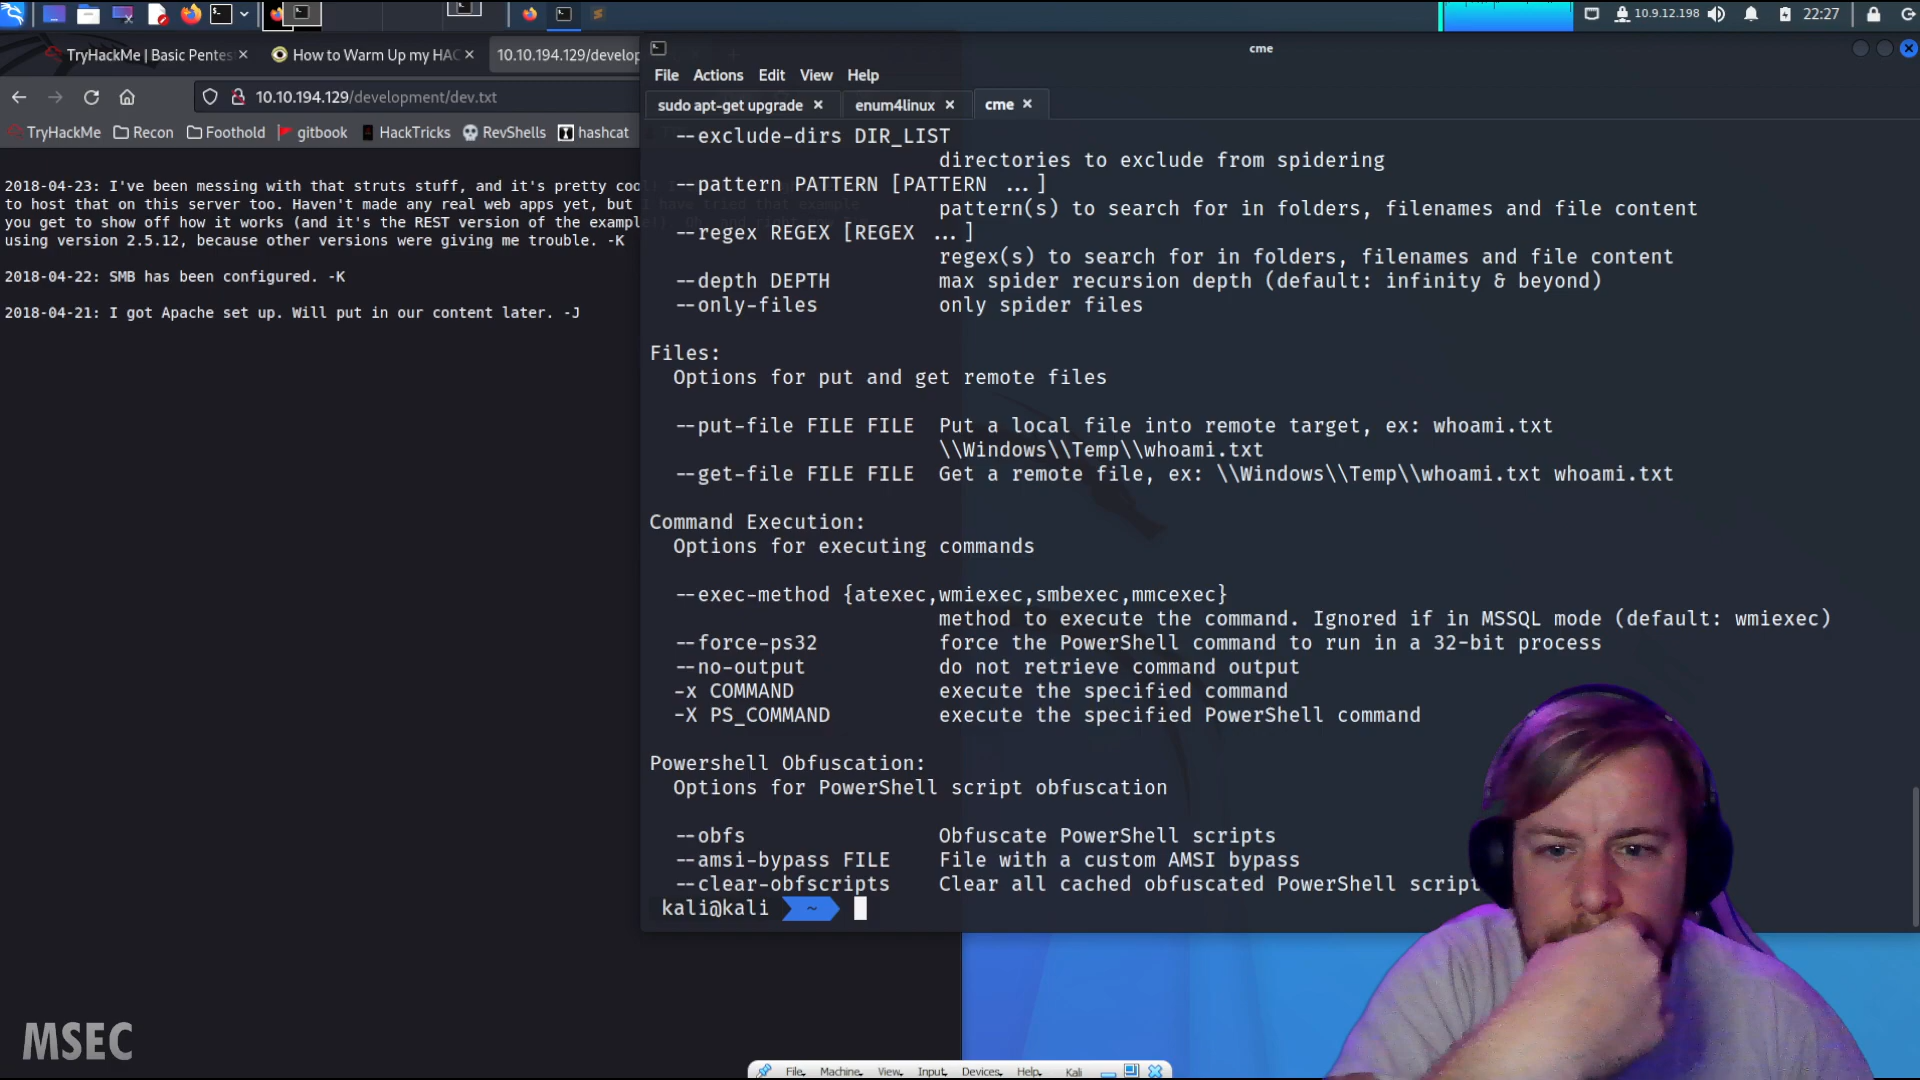 10.9.12.198
22:27
TryHackMe | Basic Pentes
How to Warm Up my HAC
10.10.194.129/develop
10.10.194.129/development/dev.txt
TryHackMe
Recon
Foothold
gitbook
HackTricks
RevShells
hashcat
2018-04-23: I've been messing with that struts stuff, and it's pretty cool!
to host that on this server too. Haven't made any real web apps yet, but I have tried that example
you get to show off how it works (and it's the REST version of the example!).
using version 2.5.12, because other versions were giving me trouble. -K
2018-04-22: SMB has been configured. -K
2018-04-21: I got Apache set up. Will put in our content later. -J
cme
File Actions Edit View Help
sudo apt-get upgrade
enum4linux
cme
--exclude-dirs DIR_LIST
directories to exclude from spidering
--pattern PATTERN [PATTERN ...]
pattern(s) to search for in folders, filenames and file content
--regex REGEX [REGEX ...]
regex(s) to search for in folders, filenames and file content
--depth DEPTH max spider recursion depth (default: infinity & beyond)
--only-files only spider files
Files:
Options for put and get remote files
--put-file FILE FILE Put a local file into remote target, ex: whoami.txt
\\Windows\\Temp\\whoami.txt
--get-file FILE FILE Get a remote file, ex: \\Windows\\Temp\\whoami.txt whoami.txt
Command Execution:
Options for executing commands
--exec-method {atexec,wmiexec,smbexec,mmcexec}
method to execute the command. Ignored if in MSSQL mode (default: wmiexec)
--force-ps32 force the PowerShell command to run in a 32-bit process
--no-output do not retrieve command output
-x COMMAND execute the specified command
-X PS_COMMAND execute the specified PowerShell command
Powershell Obfuscation:
Options for PowerShell script obfuscation
--obfs Obfuscate PowerShell scripts
--amsi-bypass FILE File with a custom AMSI bypass
--clear-obfscripts Clear all cached obfuscated PowerShell script
kali@kali ~
MSEC
File Machine View Input Devices Help Kali